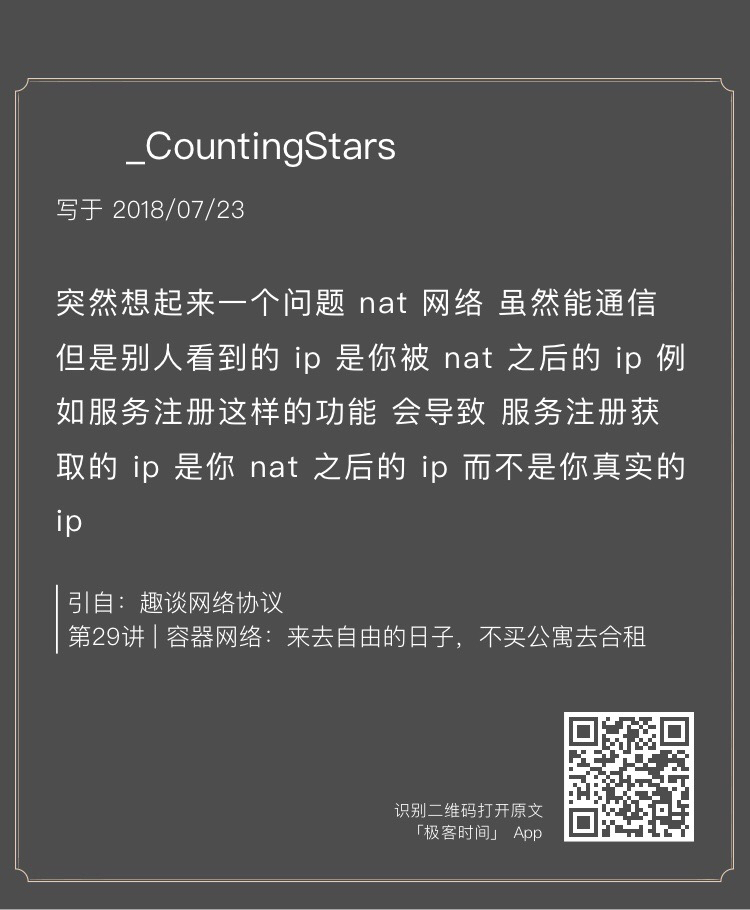 _CountingStars
写于 2018/07/23
突然想起来一个问题 nat 网络 虽然能通信
但是别人看到的 ip 是你被 nat 之后的 ip 例
如服务注册这样的功能 会导致 服务注册获
取的 ip 是你 nat 之后的 ip 而不是你真实的
ip
引自：趣谈网络协议
第29讲 | 容器网络：来去自由的日子，不买公寓去合租
识别二维码打开原文
「极客时间」 App